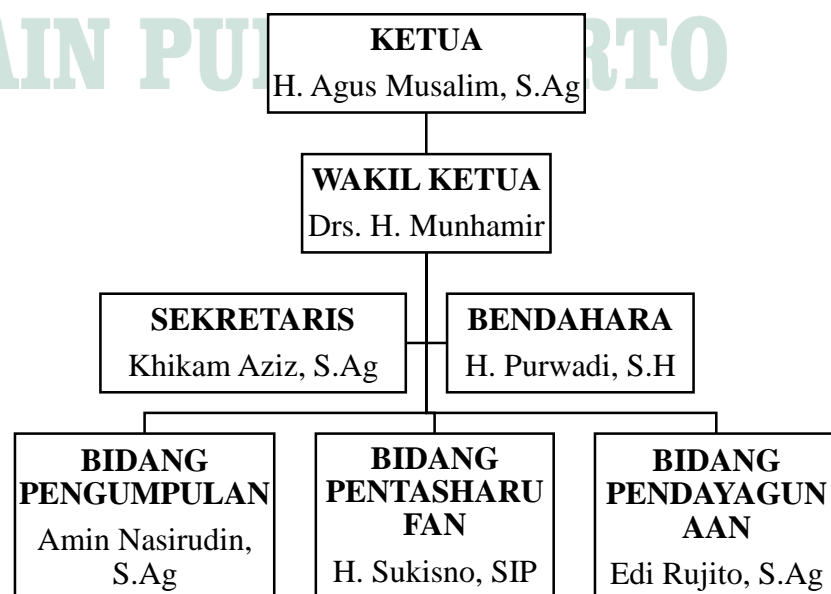 KETUA
H. Agus Musalim, S.Ag
WAKIL KETUA
Drs. H. Munhamir
SEKRETARIS
Khikam Aziz, S.Ag
BENDAHARA
H. Purwadi, S.H
BIDANG
PENGUMPULAN
Amin Nasirudin,
S.Ag
BIDANG
PENTASHARU
FAN
H. Sukisno, SIP
BIDANG
PENDAYAGUN
AAN
Edi Rujito, S.Ag